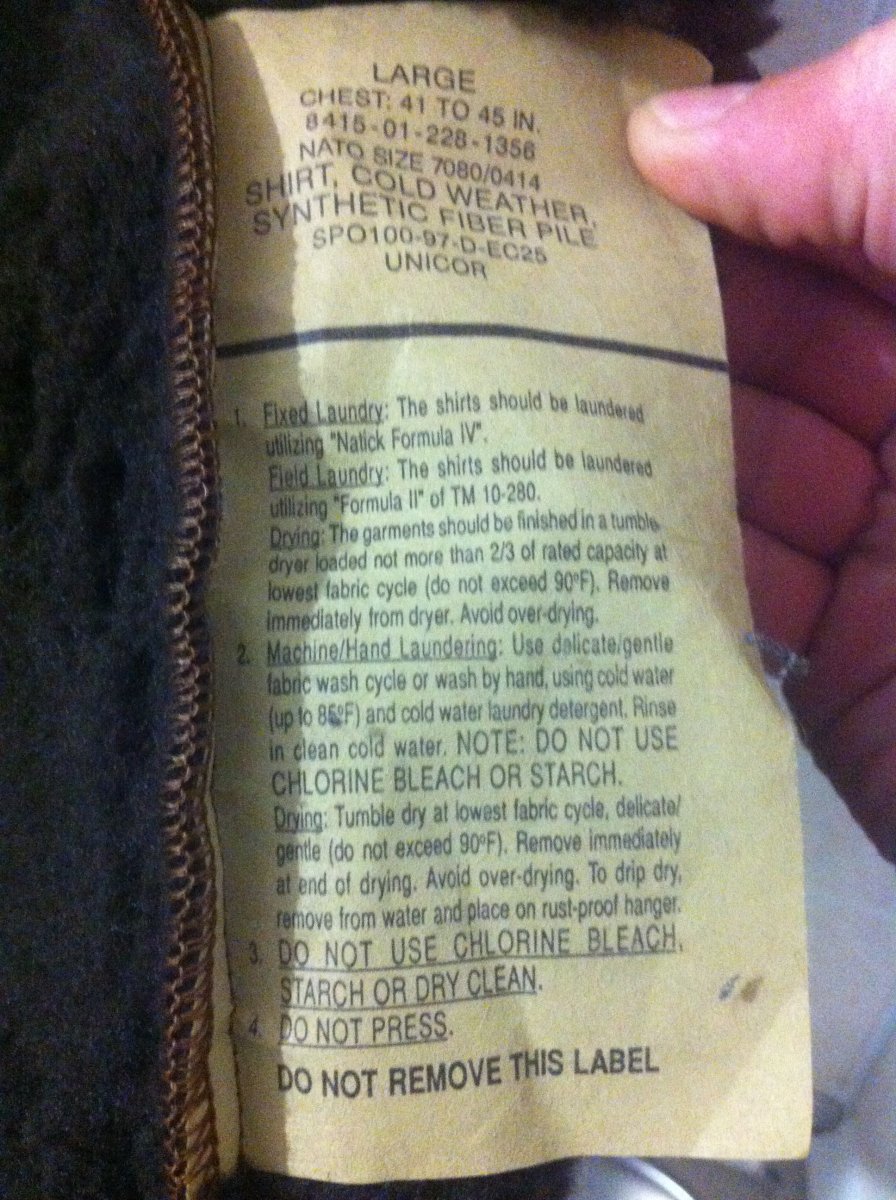 LARGE
CHEST: 41 TO 45 IN.
8415-01-228-1356
NATO SIZE 7080/0414
SHIRT, COLD WEATHER,
SYNTHETIC FIBER PILE
SPO100-97-D-EC25
UNICOR
1. Fixed Laundry: The shirts should be laundered
utilizing "Natick Formula IV".
Field Laundry: The shirts should be laundered
utilizing "Formula II" of TM 10-280.
Drying: The garments should be finished in a tumble
dryer loaded not more than 2/3 of rated capacity at
lowest fabric cycle (do not exceed 90°F). Remove
immediately from dryer. Avoid over-drying.
2. Machine/Hand Laundering: Use delicate/gentle
fabric wash cycle or wash by hand, using cold water
(up to 85°F) and cold water laundry detergent. Rinse
in clean cold water. NOTE: DO NOT USE
CHLORINE BLEACH OR STARCH.
Drying: Tumble dry at lowest fabric cycle, delicate/
gentle (do not exceed 90°F). Remove immediately
at end of drying. Avoid over-drying. To drip dry,
remove from water and place on rust-proof hanger.
3. DO NOT USE CHLORINE BLEACH,
STARCH OR DRY CLEAN.
4. DO NOT PRESS.
DO NOT REMOVE THIS LABEL